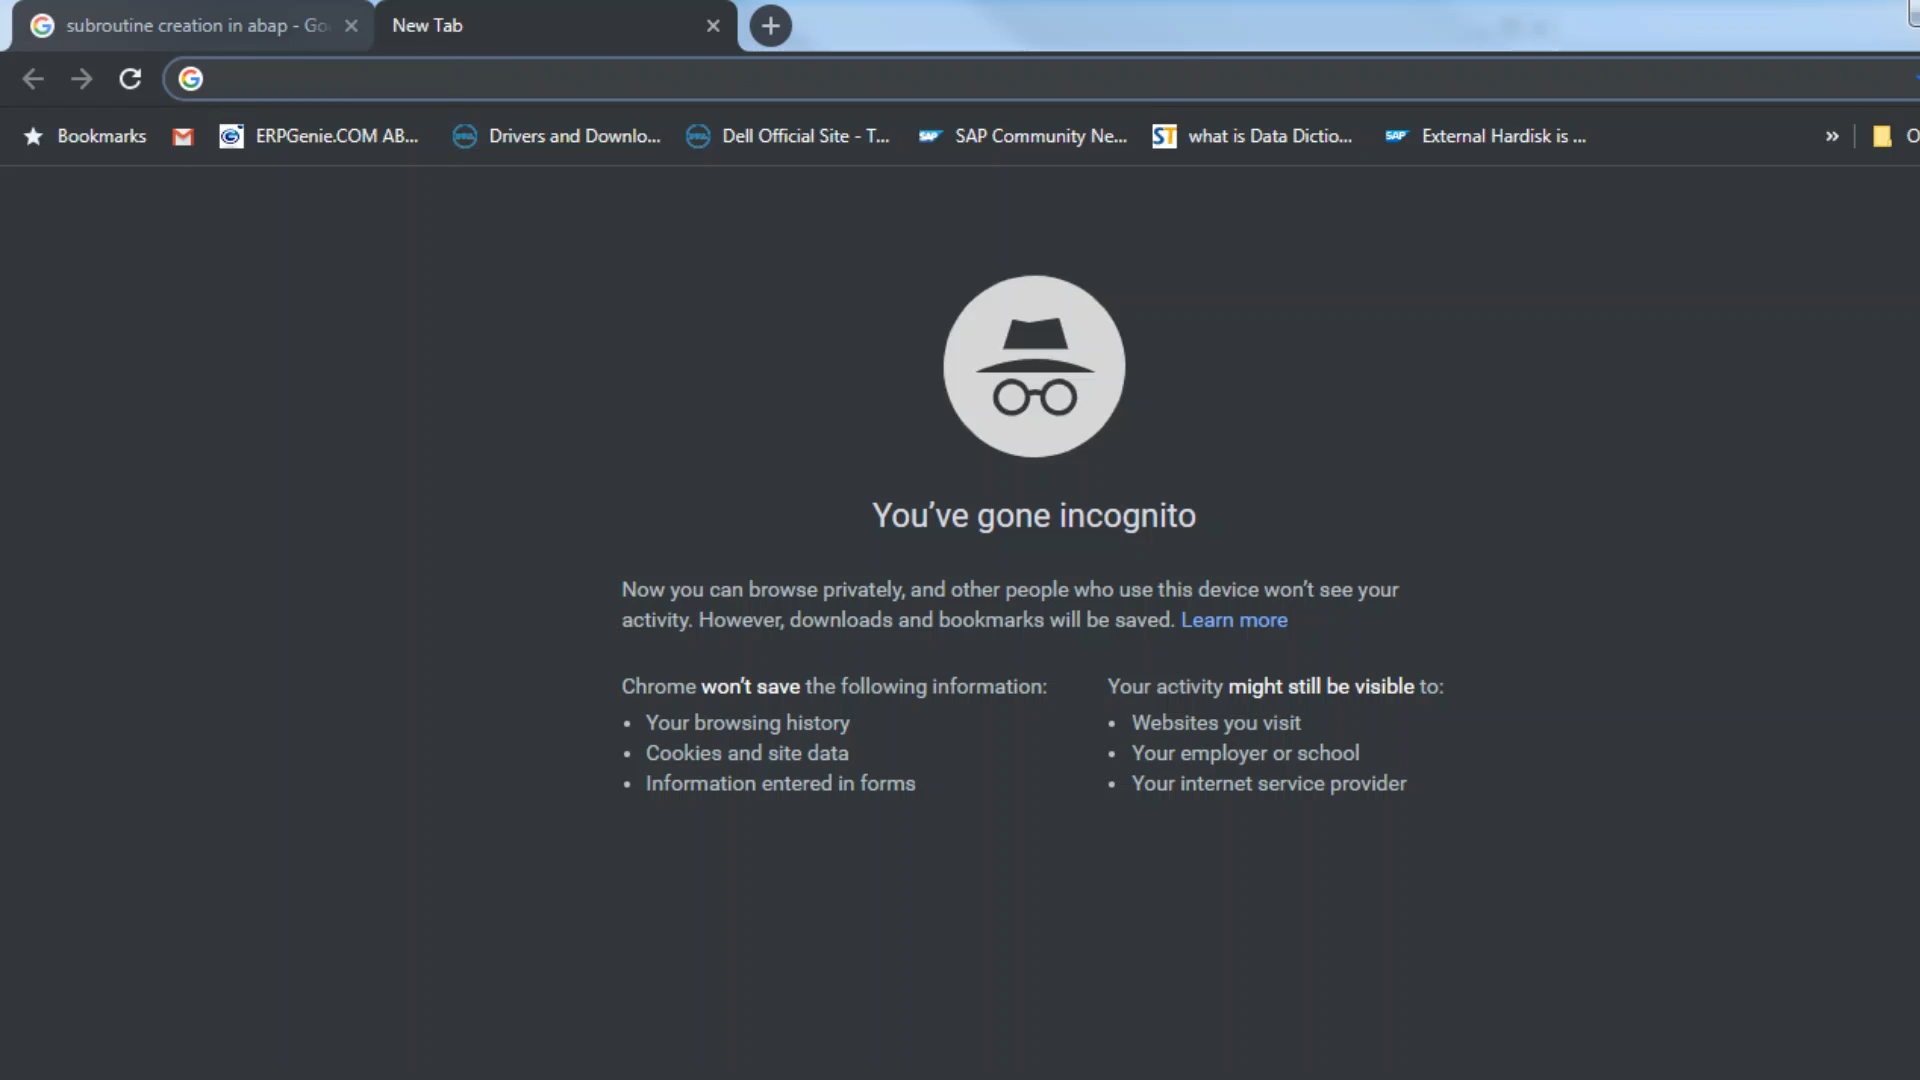 subroutine creation in abap - Go
New Tab
Bookmarks
ERPGenie.COM AB...
Drivers and Downlo...
Dell Official Site - T...
SAP
SAP Community Ne...
ST
what is Data Dictio...
SAP
External Hardisk is ...
»
O
You've gone incognito
Now you can browse privately, and other people who use this device won't see your
activity. However, downloads and bookmarks will be saved. Learn more
Chrome won't save the following information:
• Your browsing history
• Cookies and site data
• Information entered in forms
Your activity might still be visible to:
• Websites you visit
• Your employer or school
• Your internet service provider